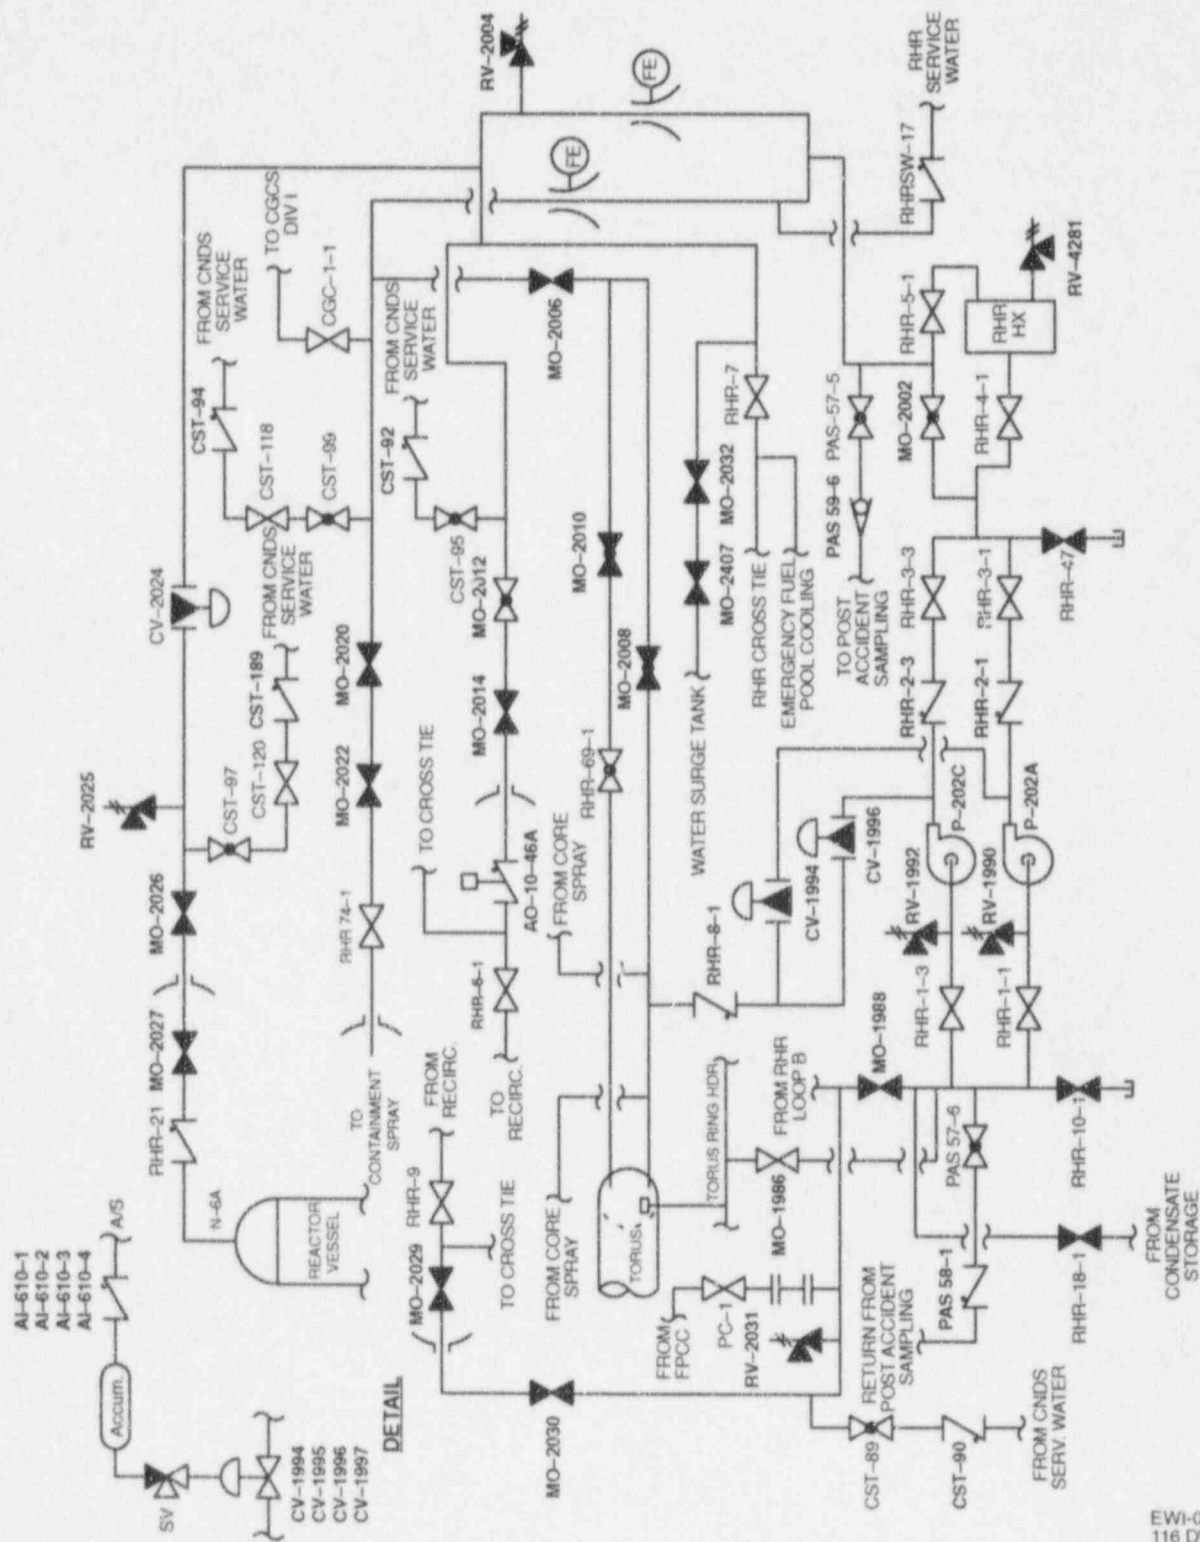 RV-2004
FE
FE
RHR
SERVICE
WATER
RHRSW-17
TO CGCS
DIV I
FROM CNDS
SERVICE
WATER
CGC-1-1
FROM CNDS
SERVICE
WATER
MO-2006
RHR-5-1
RHR
HX
RV-4281
CST-94
CST-118
CST-99
CST-92
CST-95
RHR-7
MO-2032
PAS-57-5
MO-2002
RHR-4-1
PAS 59-6
CV-2024
FROM CNDS
SERVICE
WATER
CST-189
MO-2020
MO-2012
MO-2010
MO-2407
RHR CROSS TIE
EMERGENCY FUEL
POOL COOLING
TO POST
ACCIDENT
SAMPLING
RHR-3-3
RHR-3-1
RHR-47
MO-2008
RV-2025
CST-97
CST-120
MO-2022
MO-2014
TO CROSS TIE
RHR-69-1
WATER SURGE TANK
RHR-2-3
RHR-2-1
CV-1996
P-202C
P-202A
MO-2026
RHR 74-1
AO-10-46A
FROM CORE
SPRAY
RHR-8-1
CV-1994
RV-1992
RV-1990
MO-2027
RHR-6-1
RHR-1-3
RHR-1-1
MO-1988
RHR-21
TO
CONTAINMENT
SPRAY
FROM
RECIRC.
TO
RECIRC.
FROM RHR
LOOP B
N-6A
REACTOR
VESSEL
RHR-9
MO-2029
TO CROSS TIE
FROM CORE
SPRAY
TORUS
TORUS RING HDR.
MO-1986
PAS 57-6
RHR-10-1
AI-610-1
AI-610-2
AI-610-3
AI-610-4
A/S
Accum.
SV
CV-1994
CV-1995
CV-1996
CV-1997
DETAIL
MO-2030
FROM
FPCC
PC-1
RV-2031
RETURN FROM
POST ACCIDENT
SAMPLING
PAS 58-1
RHR-18-1
FROM
CONDENSATE
STORAGE
CST-89
CST-90
FROM CNDS
SERV. WATER